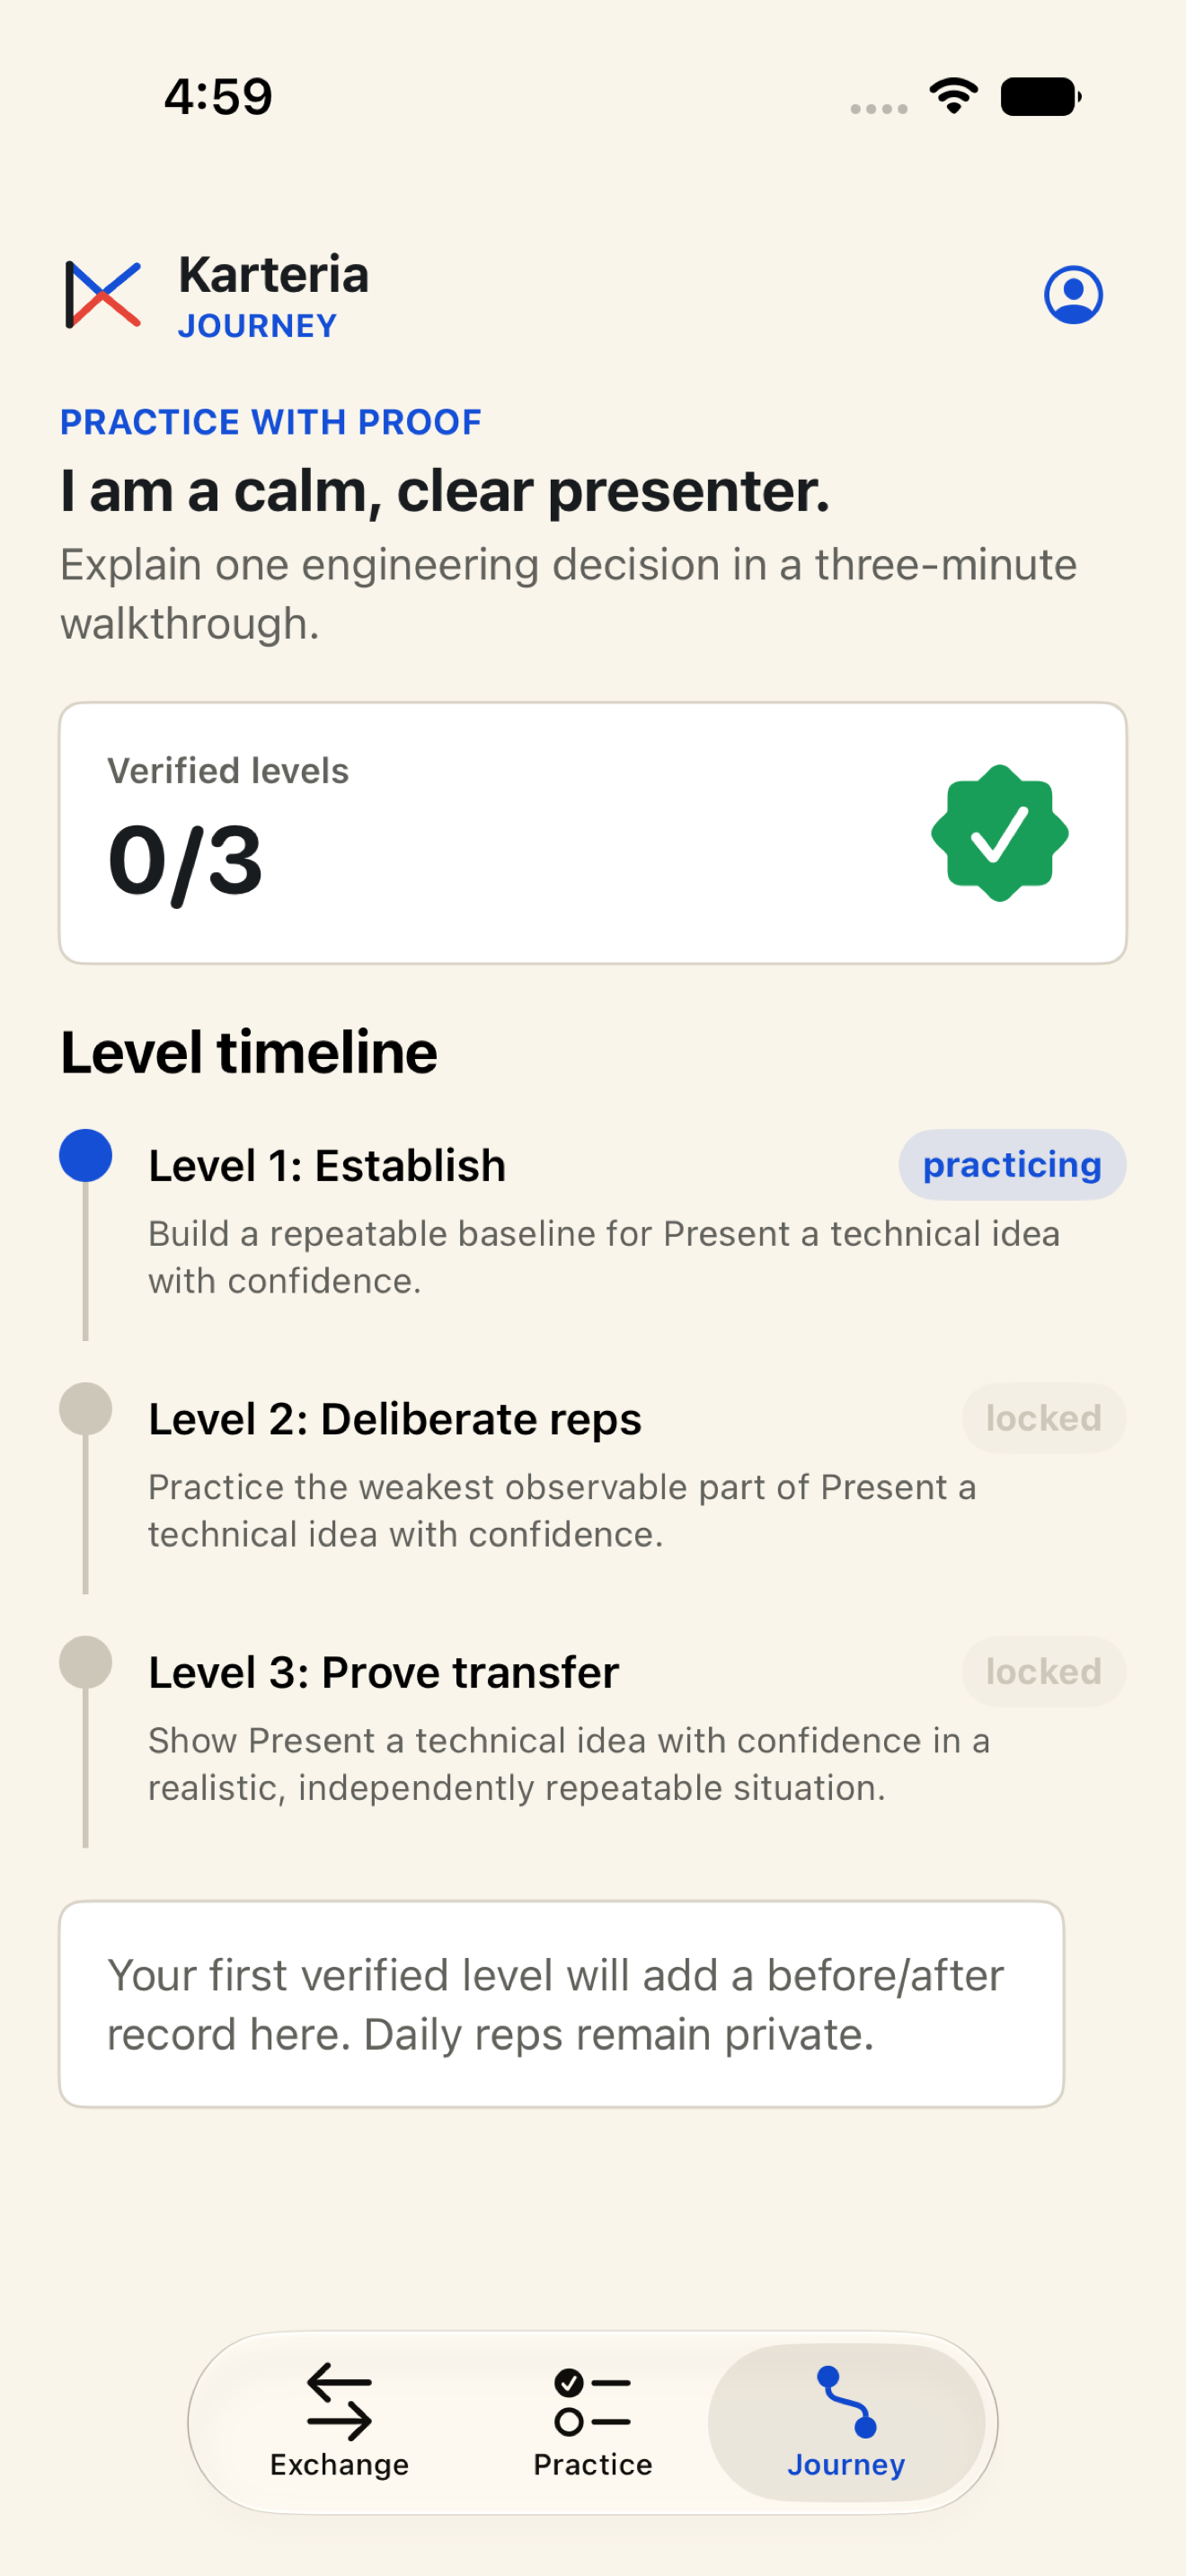 4:59
Karteria
JOURNEY
PRACTICE WITH PROOF
I am a calm, clear presenter.
Explain one engineering decision in a three-minute
walkthrough.
Verified levels
0/3
Level timeline
Level 1: Establish
practicing
Build a repeatable baseline for Present a technical idea
with confidence.
Level 2: Deliberate reps
locked
Practice the weakest observable part of Present a
technical idea with confidence.
Level 3: Prove transfer
locked
Show Present a technical idea with confidence in a
realistic, independently repeatable situation.
Your first verified level will add a before/after
record here. Daily reps remain private.
Exchange
Practice
Journey